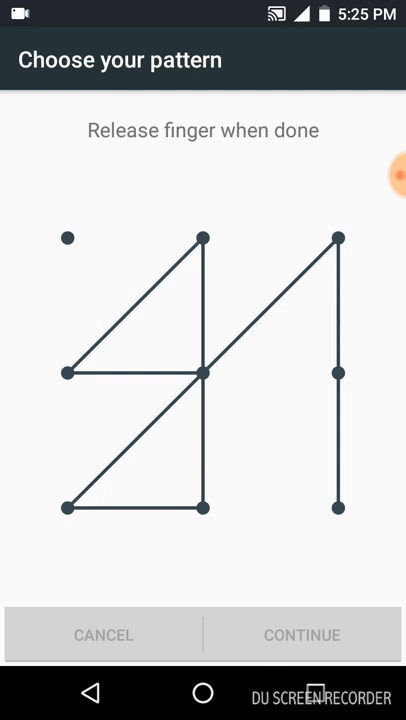 5:25 PM
Choose your pattern
Release finger when done
CANCEL CONTINUE
DU SCREEN RECORDER